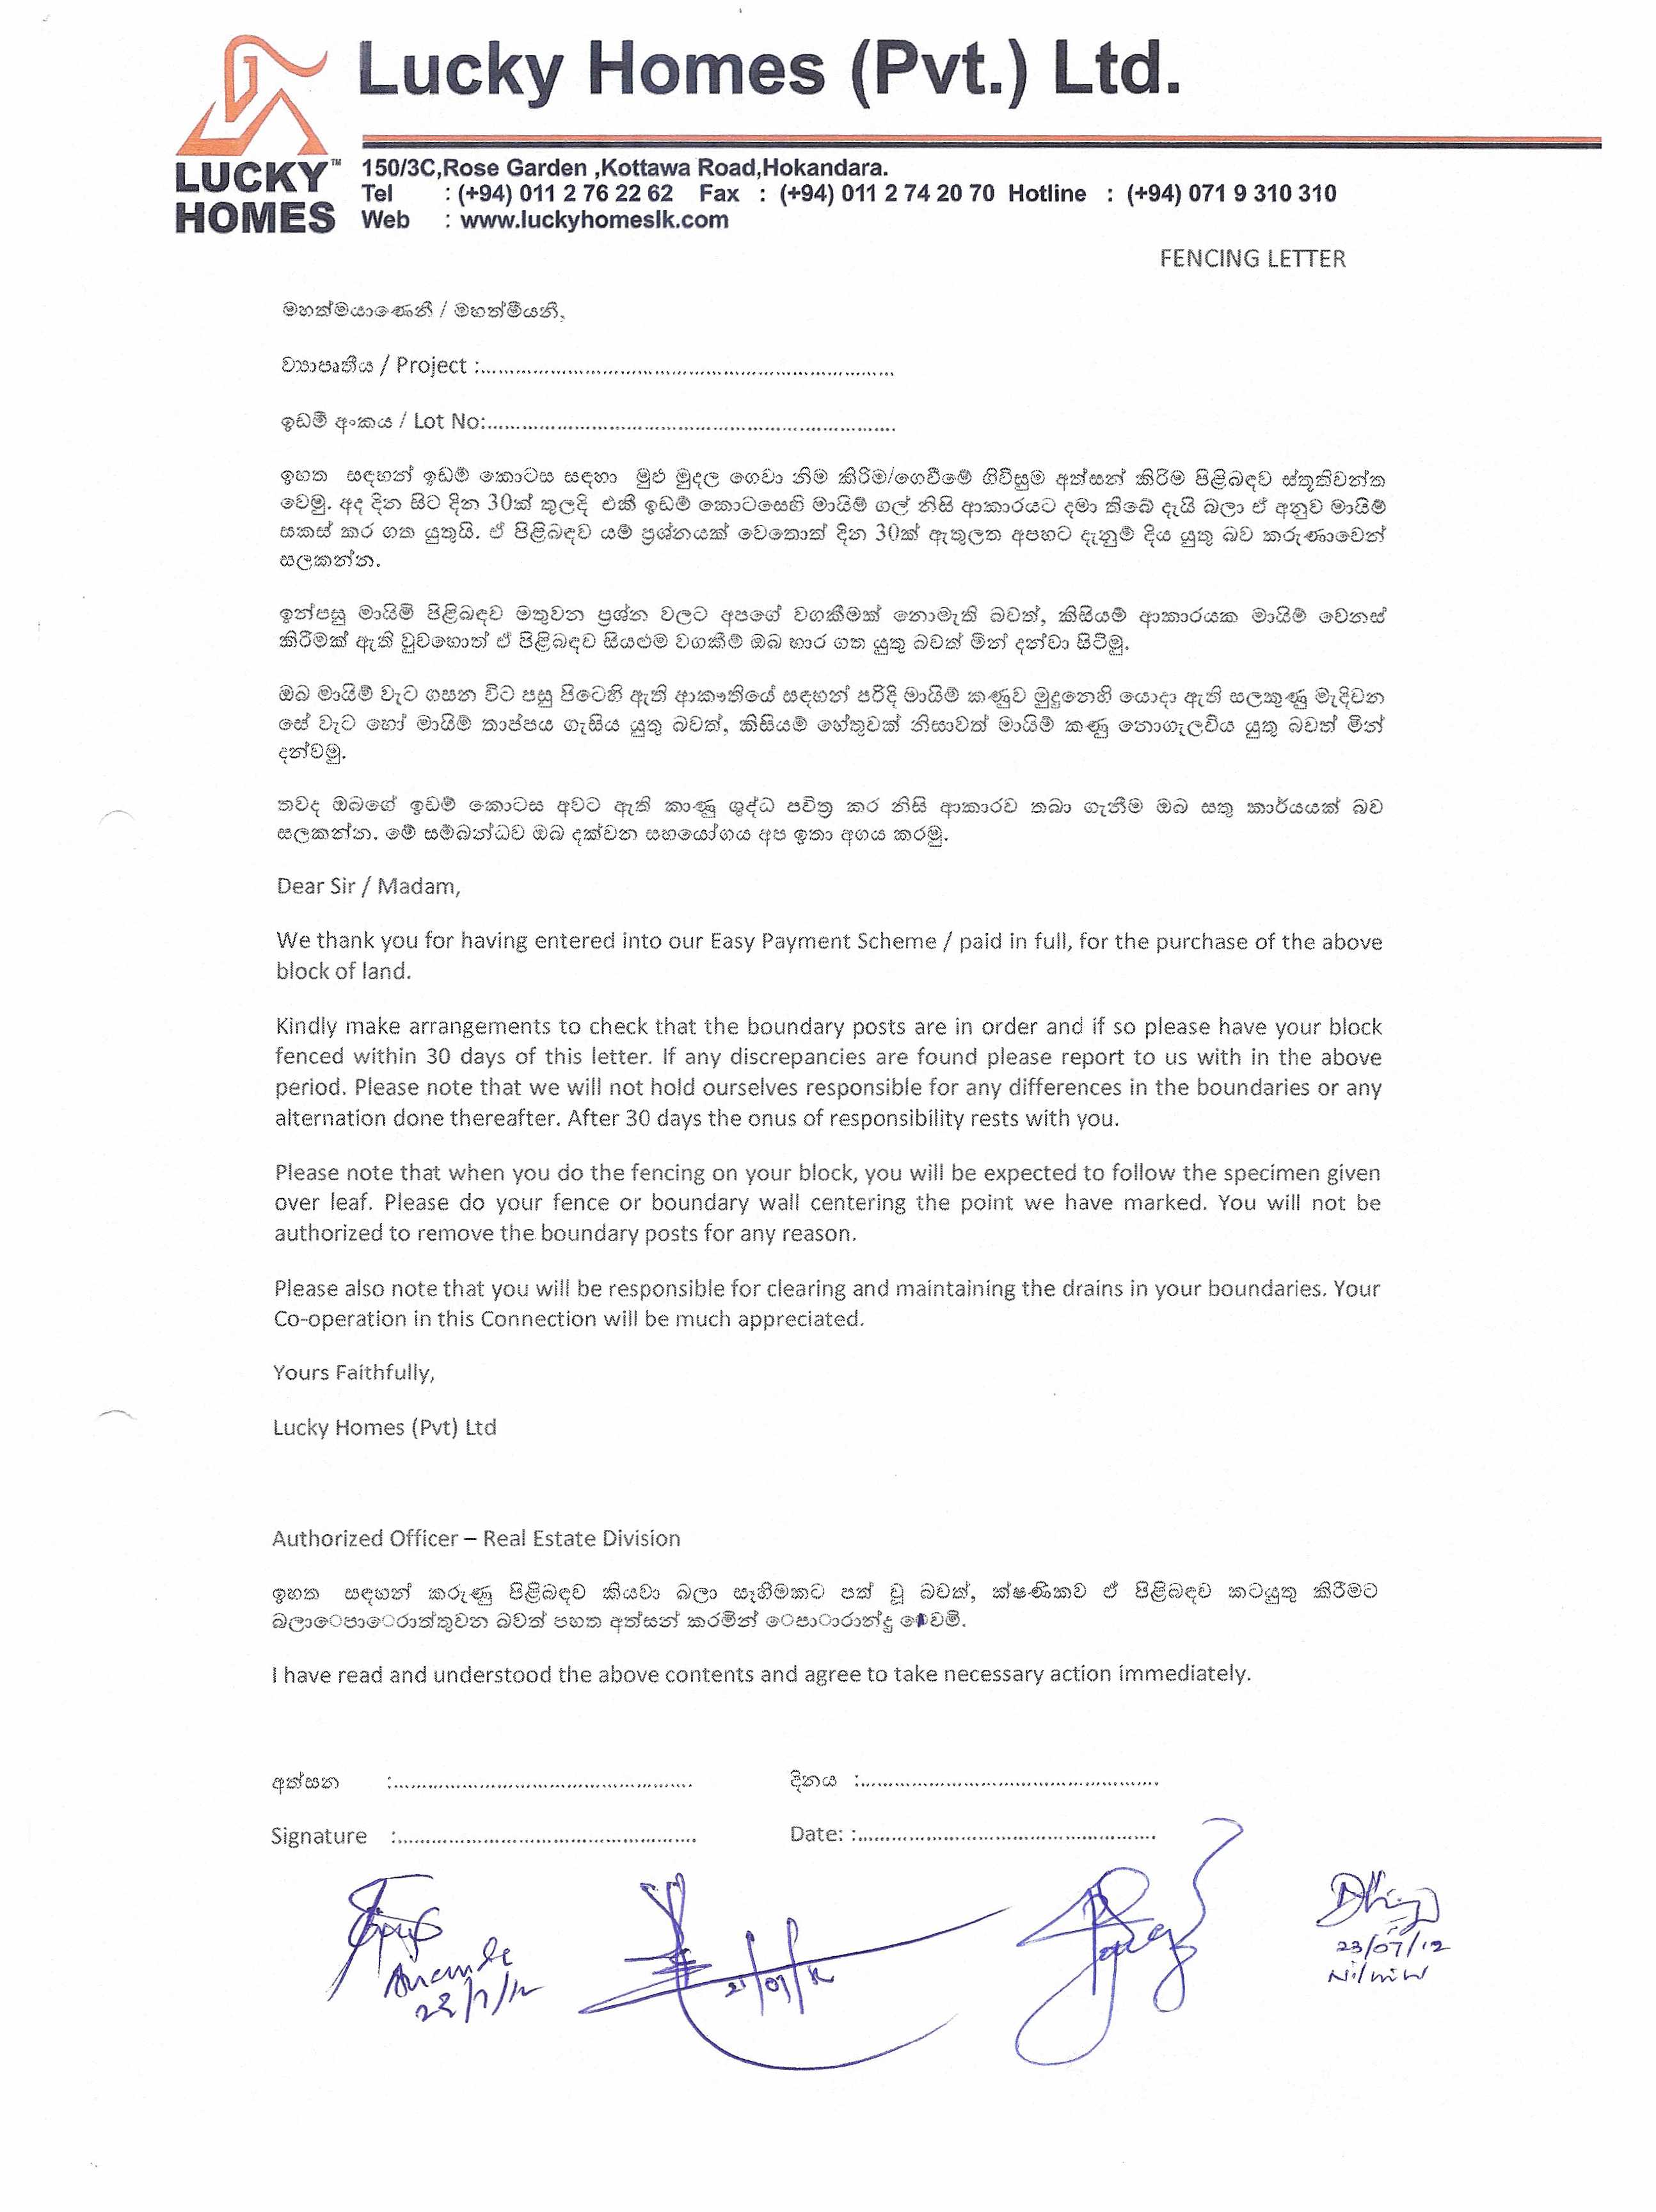 Lucky Homes (Pvt.) Ltd.
LUCKY™
HOMES
150/3C,Rose Garden ,Kottawa Road,Hokandara.
Tel : (+94) 011 2 76 22 62 Fax : (+94) 011 2 74 20 70 Hotline : (+94) 071 9 310 310
Web : www.luckyhomeslk.com
FENCING LETTER
මහත්මයාණෙනි / මහත්මියනි,
ව්‍යාපෘතිය / Project :......................................................................
ඉඩම් අංකය / Lot No:......................................................................
ඉහත සඳහන් ඉඩම් කොටස සඳහා මුළු මුදල ගෙවා නිම කිරිම/ගෙවීමේ ගිවිසුම අත්සන් කිරිම පිළිබඳව ස්තූතිවන්ත
වෙමු. අද දින සිට දින 30ක් තුලදි එකී ඉඩම් කොටසෙහි මායිම් ගල් නිසි ආකාරයට දමා තිබේ දැයි බලා ඒ අනුව මායිම්
සකස් කර ගත යුතුයි. ඒ පිළිබඳව යම් ප්‍රශ්නයක් වෙතොත් දින 30ක් ඇතුලත අපහට දැනුම් දිය යුතු බව කරුණාවෙන්
සලකන්න.
ඉන්පසු මායිම් පිළිබඳව මතුවන ප්‍රශ්න වලට අපගේ වගකීමක් නොමැති බවත්, කිසියම් ආකාරයක මායිම් වෙනස්
කිරීමක් ඇති වුවහොත් ඒ පිළිබඳව සියළුම වගකීම් ඔබ භාර ගත යුතු බවත් මින් දන්වා සිටිමු.
ඔබ මායිම් වැට ගසන විට පසු පිටෙහි ඇති ආකෘතියේ සඳහන් පරිදි මායිම් කණුව මුදුනෙහි යොදා ඇති සලකුණු මැදිවන
සේ වැට හෝ මායිම් තාප්පය ගැසිය යුතු බවත්, කිසියම් හේතුවක් නිසාවත් මායිම් කණු නොගැලවිය යුතු බවත් මින්
දන්වමු.
තවද ඔබගේ ඉඩම් කොටස අවට ඇති කාණු ශුද්ධ පවිත්‍ර කර නිසි ආකාරව තබා ගැනීම ඔබ සතු කාර්යයක් බව
සලකන්න. මේ සම්බන්ධව ඔබ දක්වන සහයෝගය අප ඉතා අගය කරමු.
Dear Sir / Madam,
We thank you for having entered into our Easy Payment Scheme / paid in full, for the purchase of the above
block of land.
Kindly make arrangements to check that the boundary posts are in order and if so please have your block
fenced within 30 days of this letter. If any discrepancies are found please report to us with in the above
period. Please note that we will not hold ourselves responsible for any differences in the boundaries or any
alternation done thereafter. After 30 days the onus of responsibility rests with you.
Please note that when you do the fencing on your block, you will be expected to follow the specimen given
over leaf. Please do your fence or boundary wall centering the point we have marked. You will not be
authorized to remove the boundary posts for any reason.
Please also note that you will be responsible for clearing and maintaining the drains in your boundaries. Your
Co-operation in this Connection will be much appreciated.
Yours Faithfully,
Lucky Homes (Pvt) Ltd
Authorized Officer – Real Estate Division
ඉහත සඳහන් කරුණු පිළිබඳව කියවා බලා සෑහීමකට පත් වූ බවත්, ක්ෂණිකව ඒ පිළිබඳව කටයුතු කිරීමට
බලාපොරොත්තුවන බවත් පහත අත්සන් කරමින් පොරොන්දු වෙමි.
I have read and understood the above contents and agree to take necessary action immediately.
අත්සන :.................................................... දිනය :....................................................
Signature :.................................................... Date: :....................................................
23/07/12